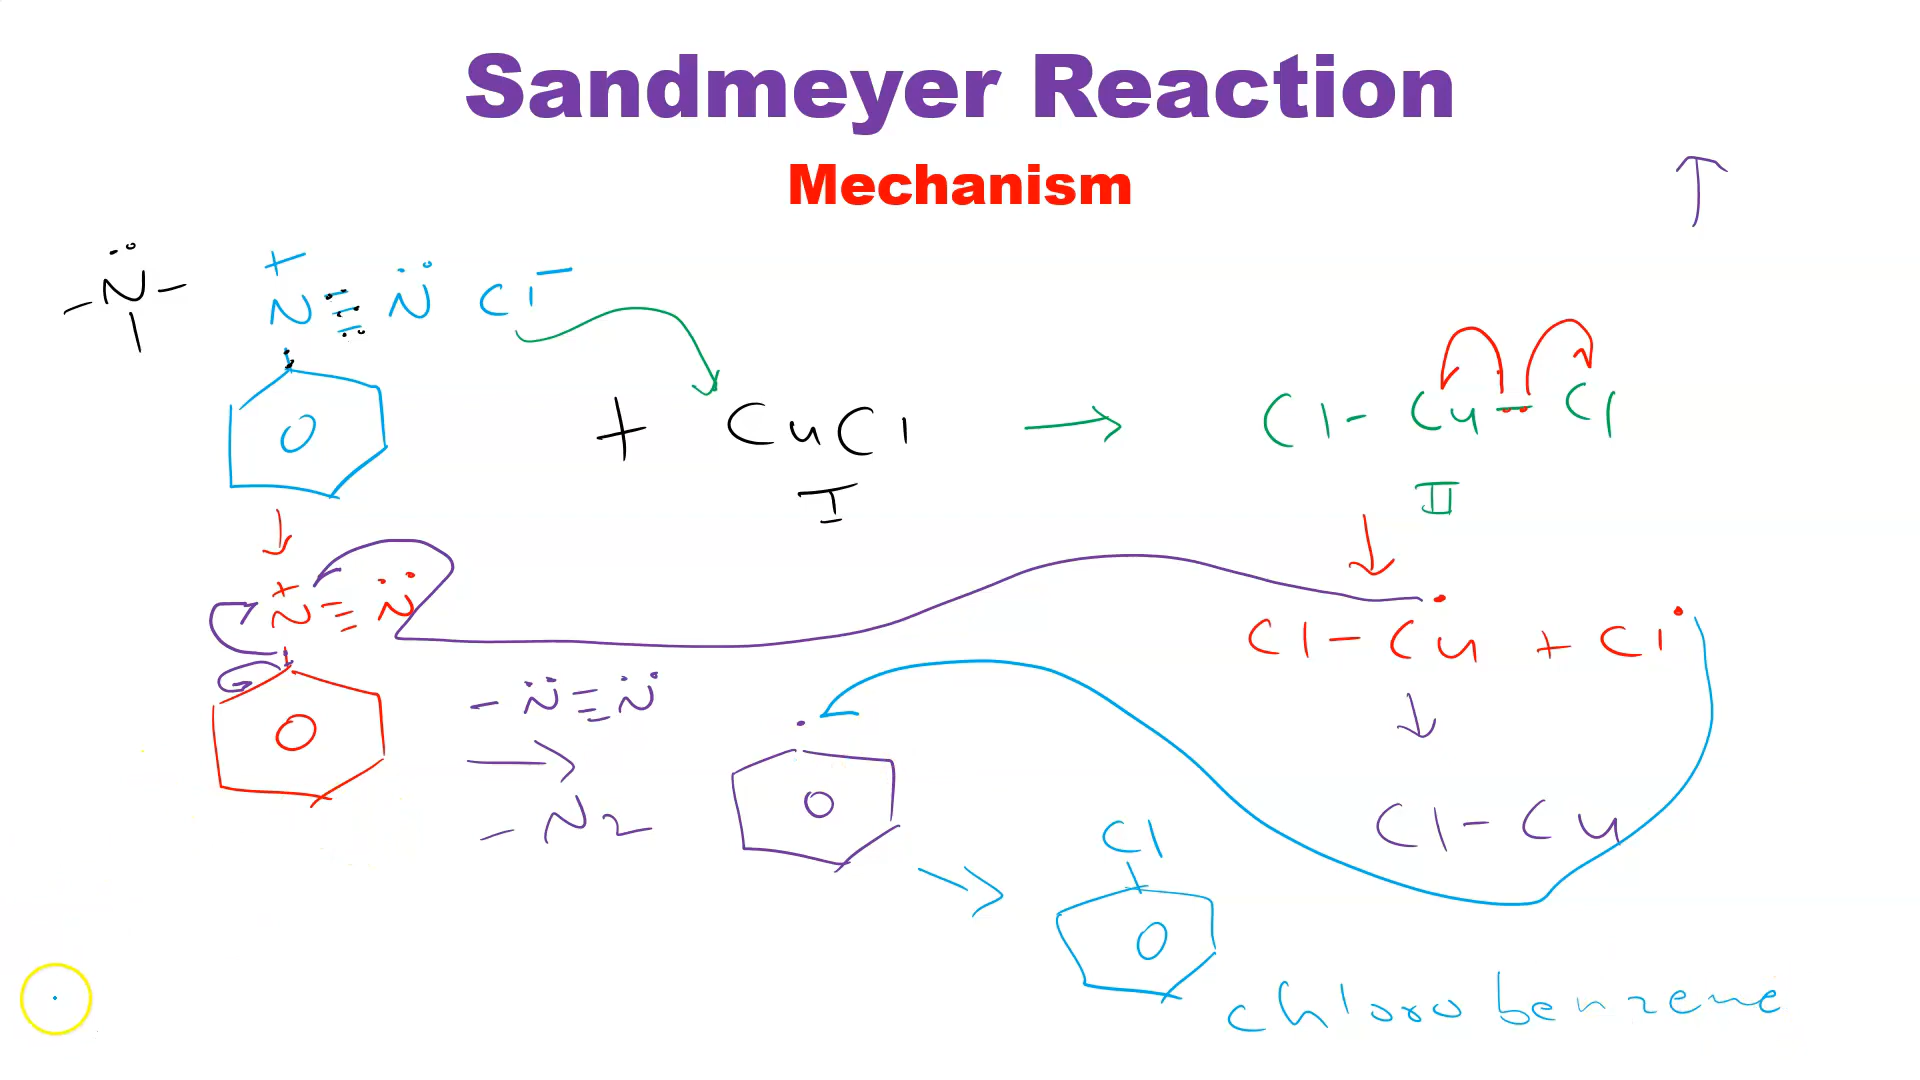 Sandmeyer Reaction
Mechanism
–N̈–
+
N≡N̈ Cl⁻
+ CuCl → Cl–Cu–Cl
I
II
+
N≡N̈
Cl–Cu· + Cl·
– N̈≡N̈
– N2
Cl–Cu
Cl
chlorobenzene